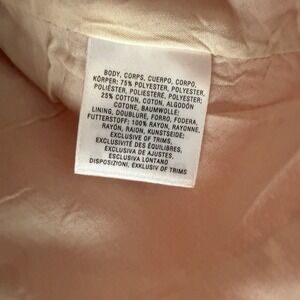 BODY, CORPS, CUERPO, CORPO,
KÖRPER: 75% POLYESTER, POLYESTER,
POLIÉSTER, POLIESTERE, POLYESTER;
25% COTTON, COTON, ALGODÓN
COTONE, BAUMWOLLE;
LINING, DOUBLURE, FORRO, FODERA,
FUTTERSTOFF: 100% RAYON, RAYONNE,
RAYÓN, RAION, KUNSTSEIDE;
EXCLUSIVE OF TRIMS,
EXCLUSIVITÉ DES ÉQUILIBRES,
EXCLUSIVA DE AJUSTES,
ESCLUSIVA LONTANO
DISPOSIZIONI, EXKLUSIV OF TRIMS